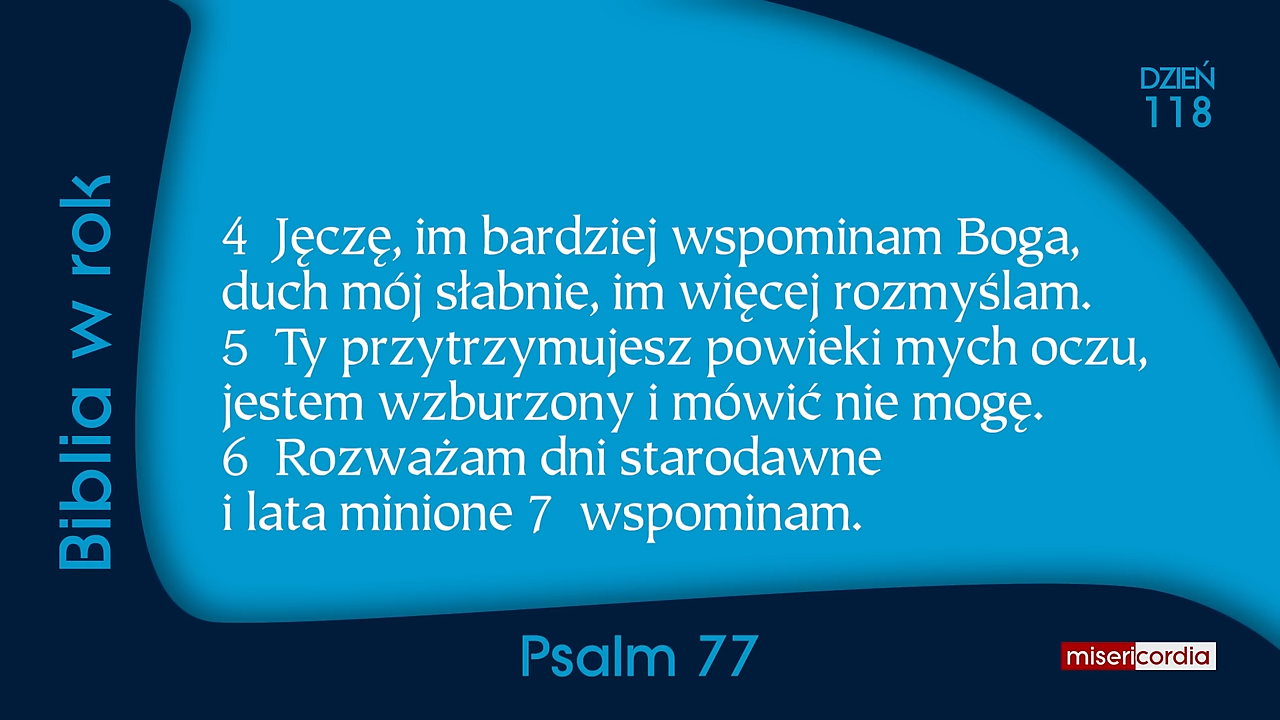 DZIEŃ
118
Biblia w rok
4 Jęczę, im bardziej wspominam Boga,
duch mój słabnie, im więcej rozmyślam.
5 Ty przytrzymujesz powieki mych oczu,
jestem wzburzony i mówić nie mogę.
6 Rozważam dni starodawne
i lata minione 7 wspominam.
Psalm 77
misericordia